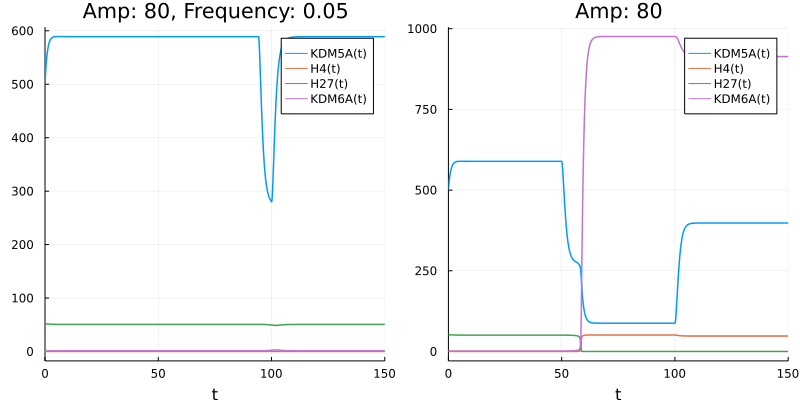 Amp: 80, Frequency: 0.05
600
500
400
300
200
100
0
KDM5A(t)
H4(t)
H27(t)
KDM6A(t)
0 50 100 150
t
Amp: 80
1000
750
500
250
0
KDM5A(t)
H4(t)
H27(t)
KDM6A(t)
0 50 100 150
t